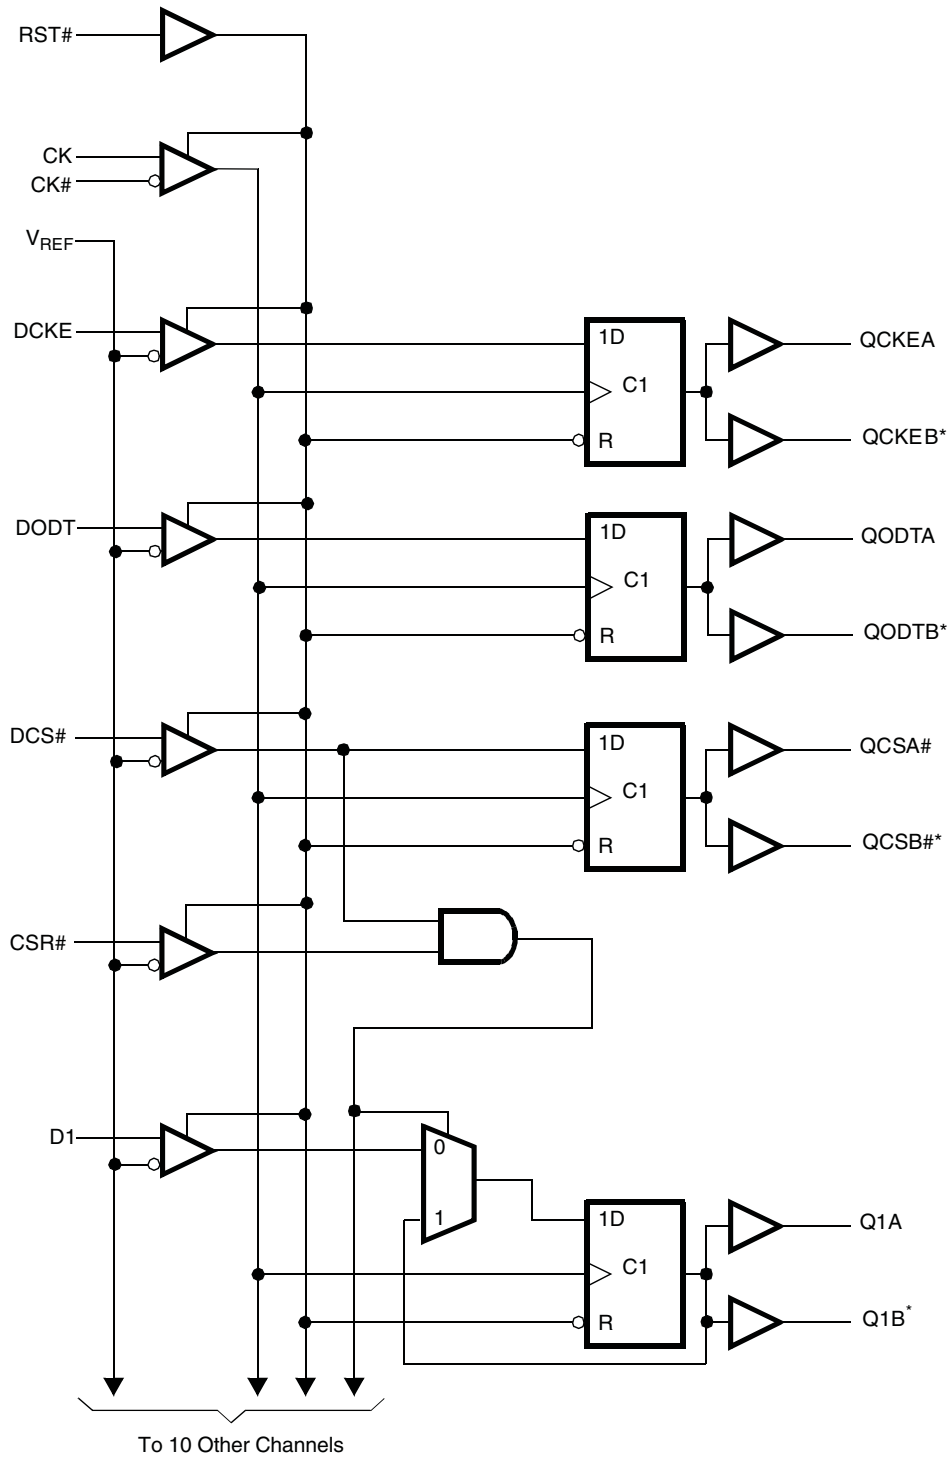 RST#
CK
CK#
VREF
DCKE
1D
C1
R
QCKEA
QCKEB*
DODT
1D
C1
R
QODTA
QODTB*
DCS#
1D
C1
R
QCSA#
QCSB#*
CSR#
D1
0
1
1D
C1
R
Q1A
Q1B*
To 10 Other Channels